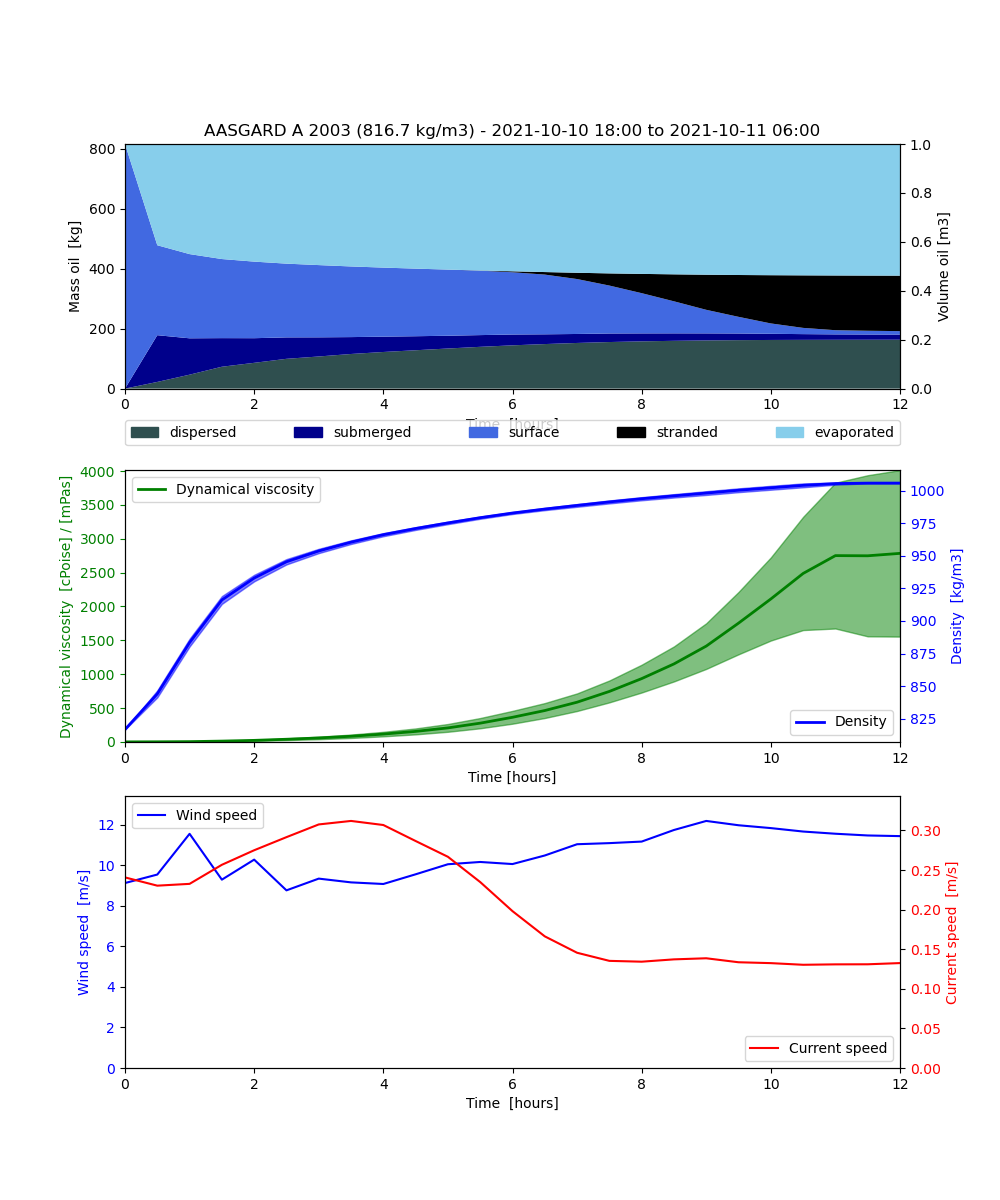 AASGARD A 2003 (816.7 kg/m3) - 2021-10-10 18:00 to 2021-10-11 06:00
800
600
400
200
0
Mass oil [kg]
1.0
0.8
0.6
0.4
0.2
0.0
Volume oil [m3]
0 2 4 6 8 10 12
Time [hours]
dispersed submerged surface stranded evaporated
4000
3500
3000
2500
2000
1500
1000
500
0
Dynamical viscosity [cPoise] / [mPas]
Dynamical viscosity
1000
975
950
925
900
875
850
825
Density [kg/m3]
Density
0 2 4 6 8 10 12
Time [hours]
12
10
8
6
4
2
0
Wind speed [m/s]
Wind speed
0.30
0.25
0.20
0.15
0.10
0.05
0.00
Current speed [m/s]
Current speed
0 2 4 6 8 10 12
Time [hours]